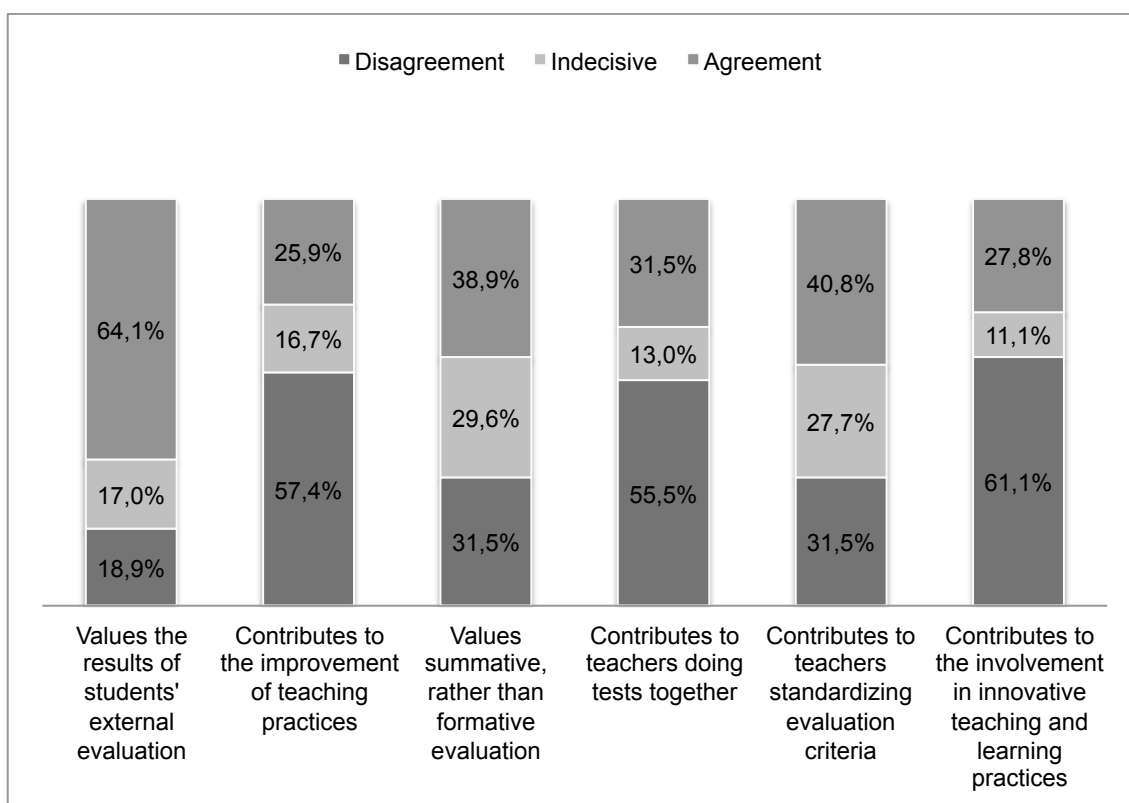 Disagreement Indecisive Agreement
64,1%
17,0%
18,9%
25,9%
16,7%
57,4%
38,9%
29,6%
31,5%
31,5%
13,0%
55,5%
40,8%
27,7%
31,5%
27,8%
11,1%
61,1%
Values the
results of
students'
external
evaluation
Contributes to
the improvement
of teaching
practices
Values
summative,
rather than
formative
evaluation
Contributes to
teachers doing
tests together
Contributes to
teachers
standardizing
evaluation
criteria
Contributes to
the involvement
in innovative
teaching and
learning
practices